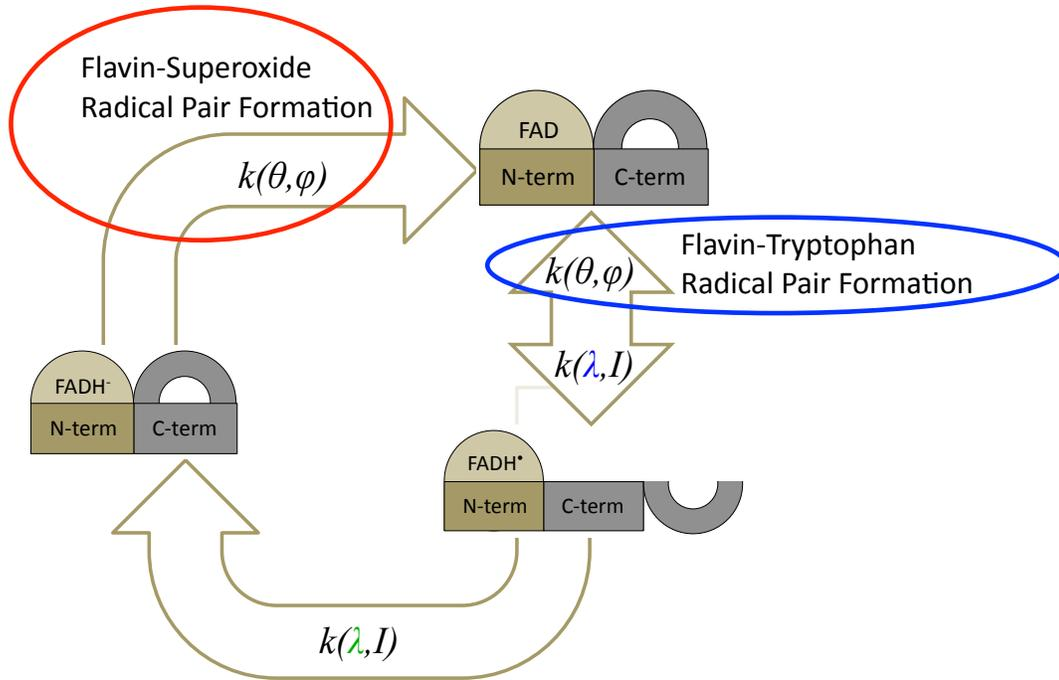 Flavin-Superoxide
Radical Pair Formation
k(θ,φ)
FAD
N-term
C-term
Flavin-Tryptophan
Radical Pair Formation
k(θ,φ)
k(λ,I)
FADH⁻
N-term
C-term
FADH•
N-term
C-term
k(λ,I)